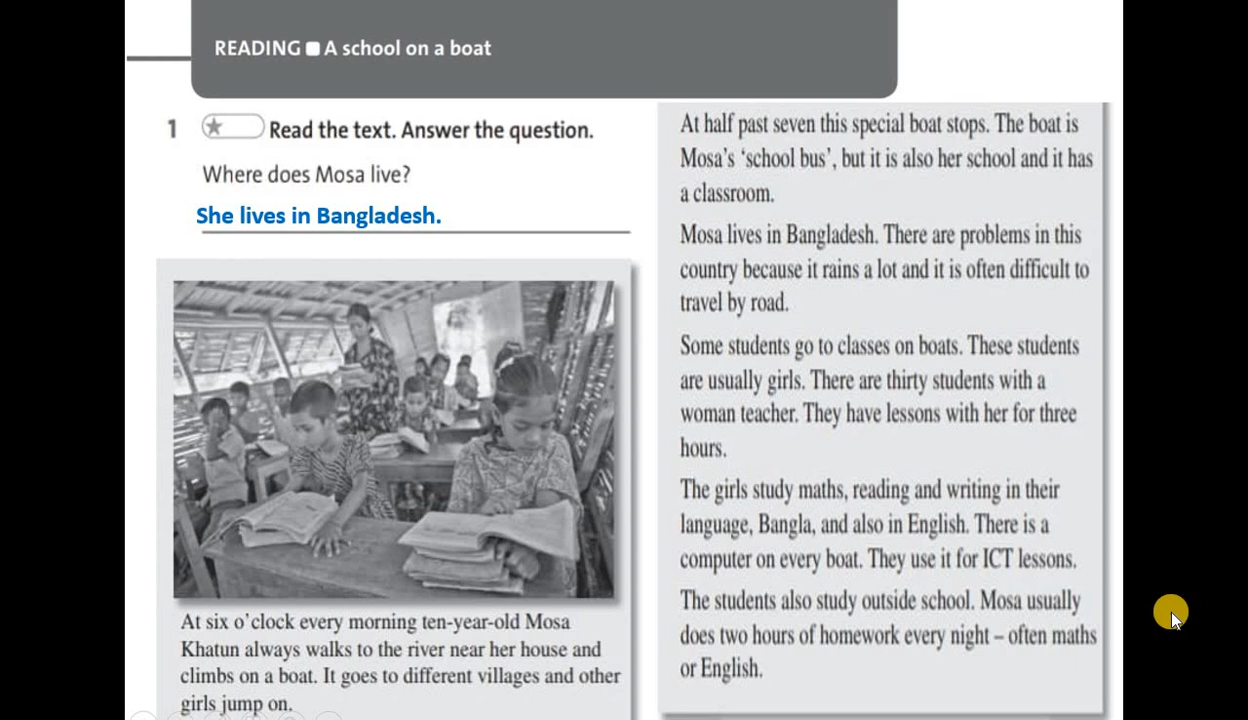 READING ■ A school on a boat
1 Read the text. Answer the question.
Where does Mosa live?
She lives in Bangladesh.
At six o'clock every morning ten-year-old Mosa
Khatun always walks to the river near her house and
climbs on a boat. It goes to different villages and other
girls jump on.
At half past seven this special boat stops. The boat is
Mosa's ‘school bus’, but it is also her school and it has
a classroom.
Mosa lives in Bangladesh. There are problems in this
country because it rains a lot and it is often difficult to
travel by road.
Some students go to classes on boats. These students
are usually girls. There are thirty students with a
woman teacher. They have lessons with her for three
hours.
The girls study maths, reading and writing in their
language, Bangla, and also in English. There is a
computer on every boat. They use it for ICT lessons.
The students also study outside school. Mosa usually
does two hours of homework every night – often maths
or English.